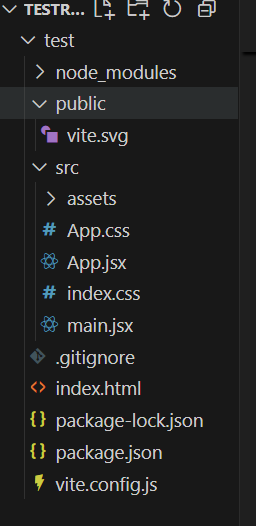 TESTR...
test
node_modules
public
vite.svg
src
assets
App.css
App.jsx
index.css
main.jsx
.gitignore
index.html
package-lock.json
package.json
vite.config.js